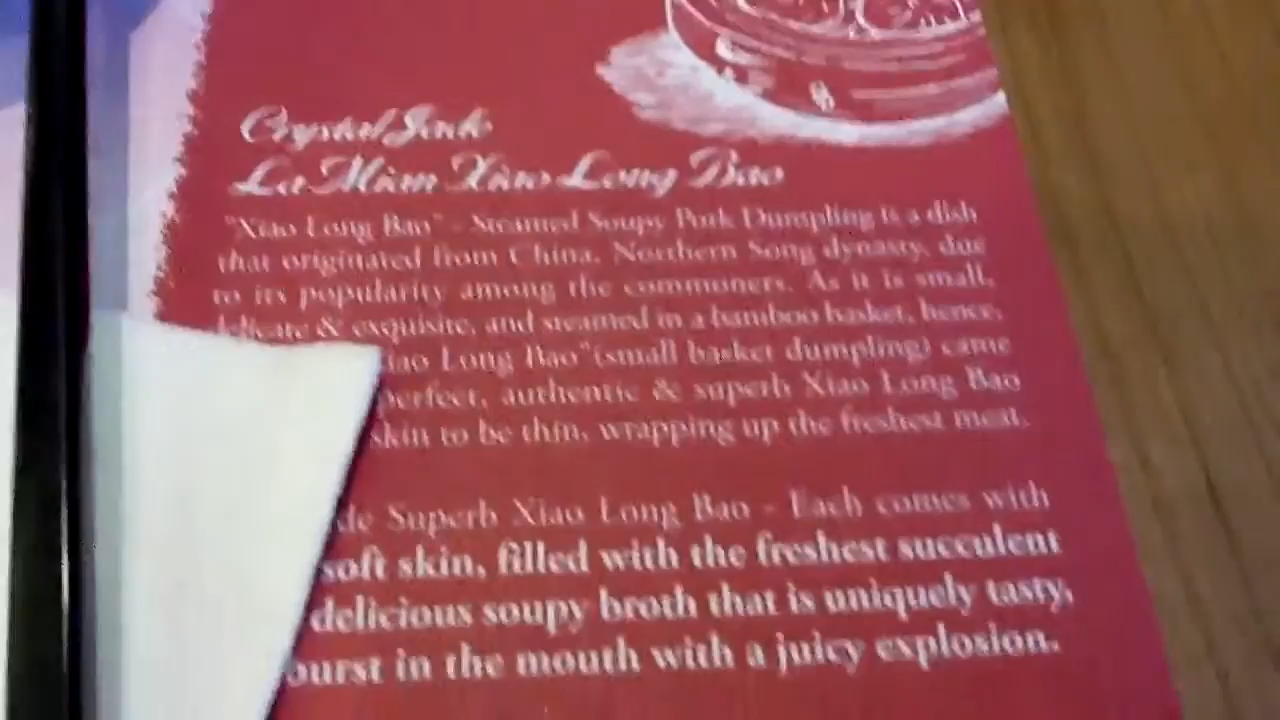 Crystal Jade
La Mian Xiao Long Bao
"Xiao Long Bao" - Steamed Soupy Pork Dumpling is a dish
that originated from China, Northern Song dynasty, due
to its popularity among the commoners. As it is small,
delicate & exquisite, and steamed in a bamboo basket, hence,
Long Bao"(small basket dumpling) came
perfect, authentic & superb Xiao Long Bao
skin to be thin, wrapping up the freshest meat.
Superb Xiao Long Bao - Each comes with
soft skin, filled with the freshest succulent
delicious soupy broth that is uniquely tasty,
in the mouth with a juicy explosion.